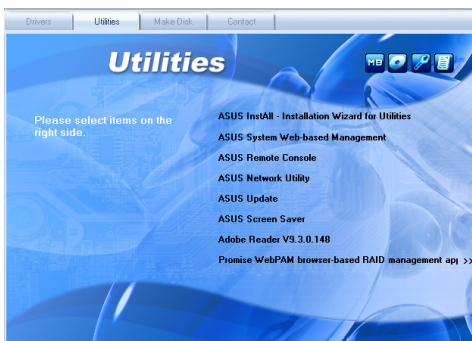 Drivers Utilities Make Disk Contact
Utilities
MB
Please select items on the
right side.
ASUS InstAll - Installation Wizard for Utilities
ASUS System Web-based Management
ASUS Remote Console
ASUS Network Utility
ASUS Update
ASUS Screen Saver
Adobe Reader V9.3.0.148
Promise WebPAM browser-based RAID management app >>